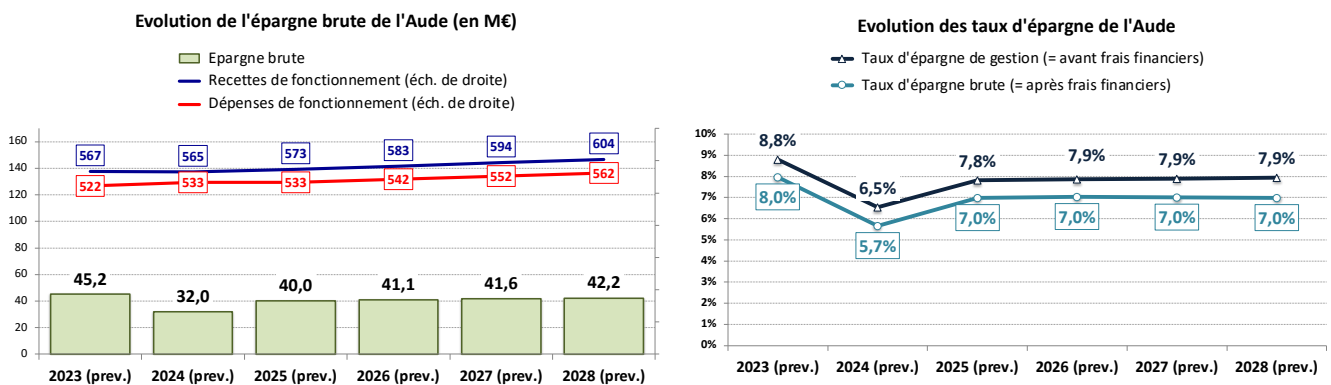 Evolution de l'épargne brute de l'Aude (en M€)
Epargne brute
Recettes de fonctionnement (éch. de droite)
Dépenses de fonctionnement (éch. de droite)
160
140
120
100
80
60
40
20
0
567 565 573 583 594 604
522 533 533 542 552 562
45,2 32,0 40,0 41,1 41,6 42,2
2023 (prev.) 2024 (prev.) 2025 (prev.) 2026 (prev.) 2027 (prev.) 2028 (prev.)
Evolution des taux d'épargne de l'Aude
Taux d'épargne de gestion (= avant frais financiers)
Taux d'épargne brute (= après frais financiers)
10%
9%
8%
7%
6%
5%
4%
3%
2%
1%
0%
8,8% 6,5% 7,8% 7,9% 7,9% 7,9%
8,0% 5,7% 7,0% 7,0% 7,0% 7,0%
2023 (prev.) 2024 (prev.) 2025 (prev.) 2026 (prev.) 2027 (prev.) 2028 (prev.)